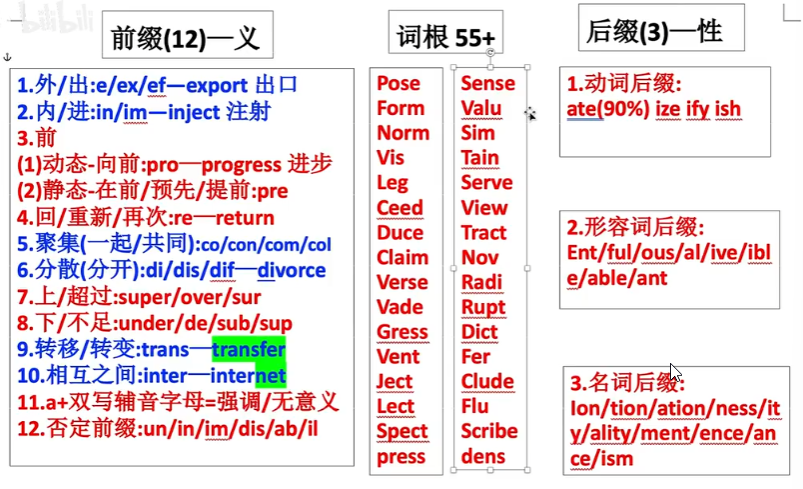 bilibili
前缀(12)—义
1.外/出:e/ex/ef—export 出口
2.内/进:in/im—inject 注射
3.前
(1)动态-向前:pro—progress 进步
(2)静态-在前/预先/提前:pre
4.回/重新/再次:re—return
5.聚集(一起/共同):co/con/com/col
6.分散(分开):di/dis/dif—divorce
7.上/超过:super/over/sur
8.下/不足:under/de/sub/sup
9.转移/转变:trans—transfer
10.相互之间:inter—internet
11.a+双写辅音字母=强调/无意义
12.否定前缀:un/in/im/dis/ab/il
词根 55+
Pose
Form
Norm
Vis
Leg
Ceed
Duce
Claim
Verse
Vade
Gress
Vent
Ject
Lect
Spect
press
Sense
Valu
Sim
Tain
Serve
View
Tract
Nov
Radi
Rupt
Dict
Fer
Clude
Flu
Scribe
dens
后缀(3)—性
1.动词后缀:
ate(90%) ize ify ish
2.形容词后缀:
Ent/ful/ous/al/ive/ibl
e/able/ant
3.名词后缀:
Ion/tion/ation/ness/it
y/ality/ment/ence/an
ce/ism